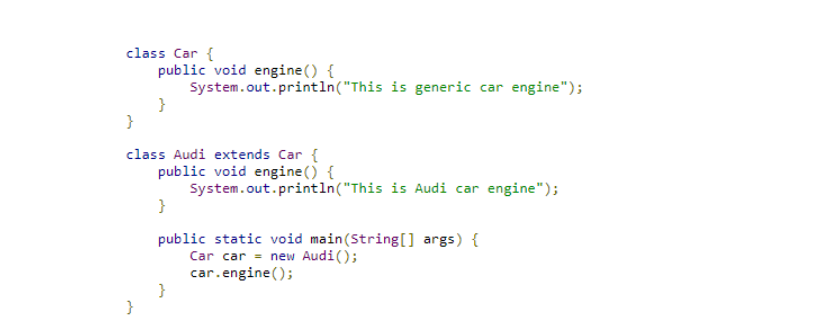 class Car {
    public void engine() {
        System.out.println("This is generic car engine");
    }
}

class Audi extends Car {
    public void engine() {
        System.out.println("This is Audi car engine");
    }

    public static void main(String[] args) {
        Car car = new Audi();
        car.engine();
    }
}